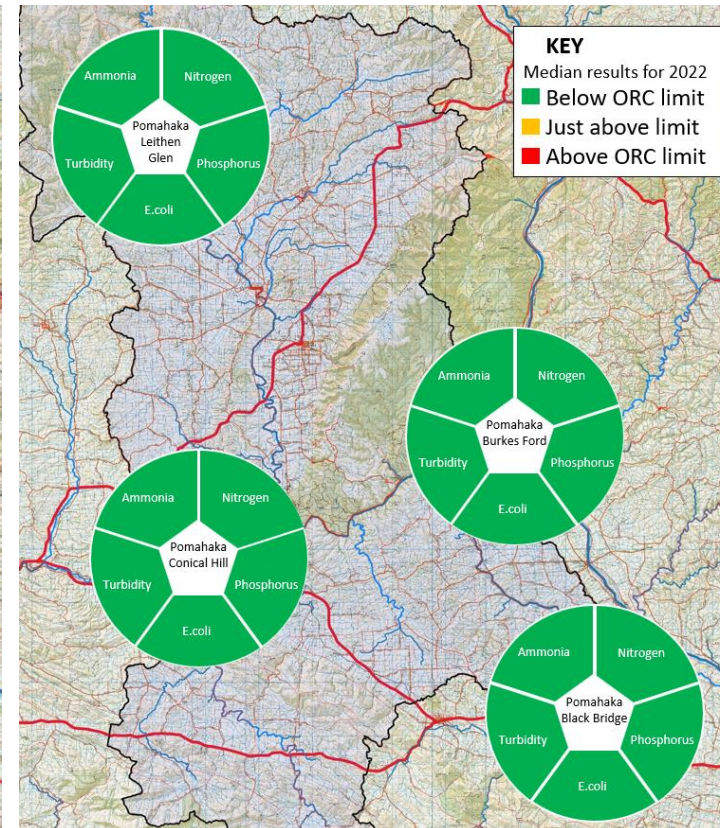 KEY
Median results for 2022
Below ORC limit
Just above limit
Above ORC limit
Ammonia
Nitrogen
Pomahaka
Leithen
Glen
Turbidity
Phosphorus
E.coli
Ammonia
Nitrogen
Pomahaka
Burkes Ford
Turbidity
Phosphorus
E.coli
Ammonia
Nitrogen
Pomahaka
Conical Hill
Turbidity
Phosphorus
E.coli
Ammonia
Nitrogen
Pomahaka
Black Bridge
Turbidity
Phosphorus
E.coli